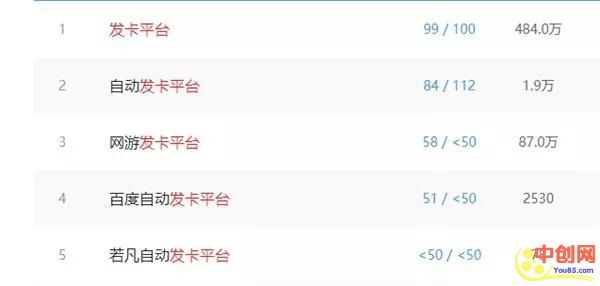 1 发卡平台 99 / 100 484.0万
2 自动发卡平台 84 / 112 1.9万
3 网游发卡平台 58 / <50 87.0万
4 百度自动发卡平台 51 / <50 2530
5 若凡自动发卡平台 <50 / <50
中创网
You85.com